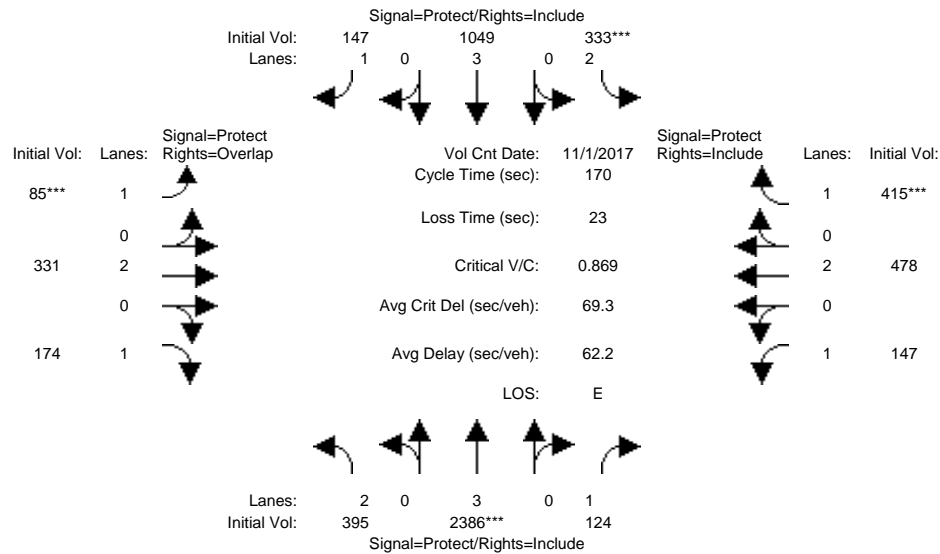 Signal=Protect/Rights=Include
Initial Vol: 147 1049 333***
Lanes: 1 0 3 0 2
Signal=Protect Signal=Protect
Initial Vol: Lanes: Rights=Overlap Vol Cnt Date: 11/1/2017 Rights=Include Lanes: Initial Vol:
Cycle Time (sec): 170
85*** 1 1 415***
Loss Time (sec): 23
0 0
331 2 Critical V/C: 0.869 2 478
0 Avg Crit Del (sec/veh): 69.3 0
174 1 Avg Delay (sec/veh): 62.2 1 147
LOS: E
Lanes: 2 0 3 0 1
Initial Vol: 395 2386*** 124
Signal=Protect/Rights=Include